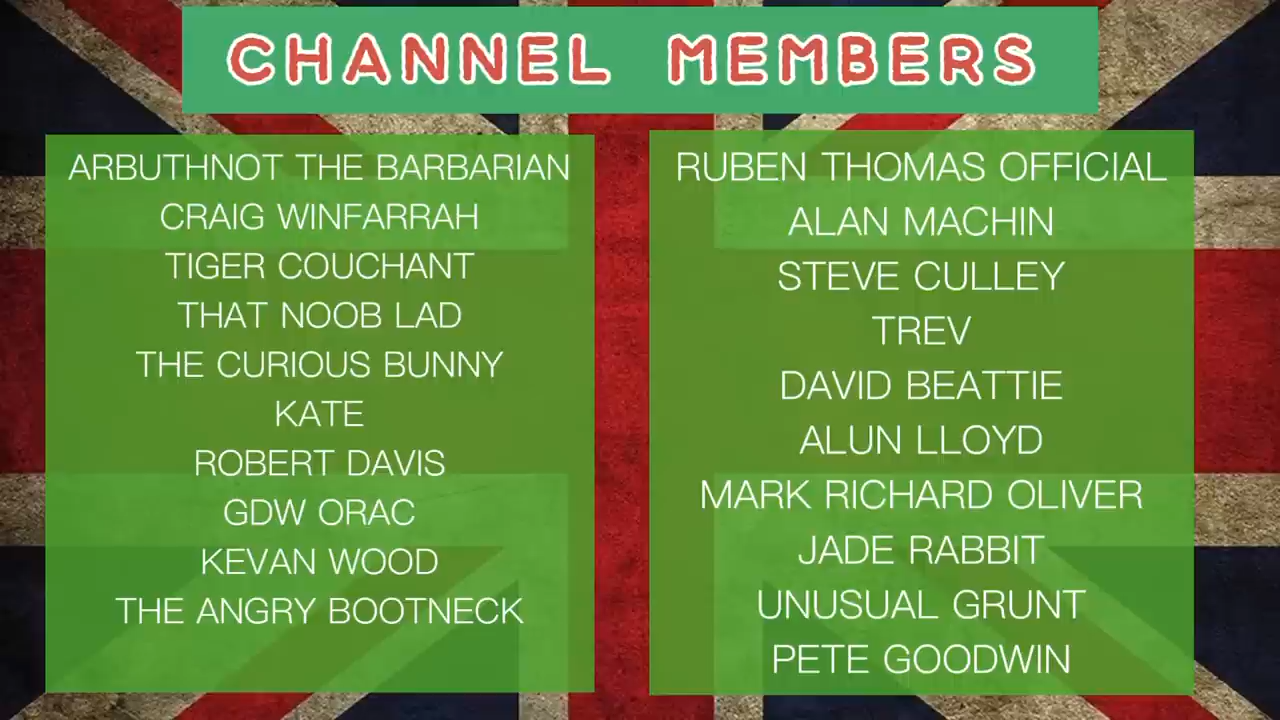 CHANNEL MEMBERS
ARBUTHNOT THE BARBARIAN
CRAIG WINFARRAH
TIGER COUCHANT
THAT NOOB LAD
THE CURIOUS BUNNY
KATE
ROBERT DAVIS
GDW ORAC
KEVAN WOOD
THE ANGRY BOOTNECK
RUBEN THOMAS OFFICIAL
ALAN MACHIN
STEVE CULLEY
TREV
DAVID BEATTIE
ALUN LLOYD
MARK RICHARD OLIVER
JADE RABBIT
UNUSUAL GRUNT
PETE GOODWIN